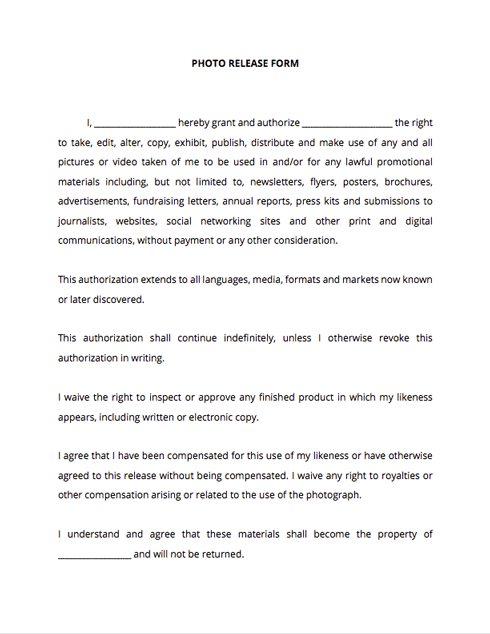 PHOTO RELEASE FORM
I, _________________ hereby grant and authorize ___________________ the right
to take, edit, alter, copy, exhibit, publish, distribute and make use of any and all
pictures or video taken of me to be used in and/or for any lawful promotional
materials including, but not limited to, newsletters, flyers, posters, brochures,
advertisements, fundraising letters, annual reports, press kits and submissions to
journalists, websites, social networking sites and other print and digital
communications, without payment or any other consideration.
This authorization extends to all languages, media, formats and markets now known
or later discovered.
This authorization shall continue indefinitely, unless I otherwise revoke this
authorization in writing.
I waive the right to inspect or approve any finished product in which my likeness
appears, including written or electronic copy.
I agree that I have been compensated for this use of my likeness or have otherwise
agreed to this release without being compensated. I waive any right to royalties or
other compensation arising or related to the use of the photograph.
I understand and agree that these materials shall become the property of
_______________ and will not be returned.